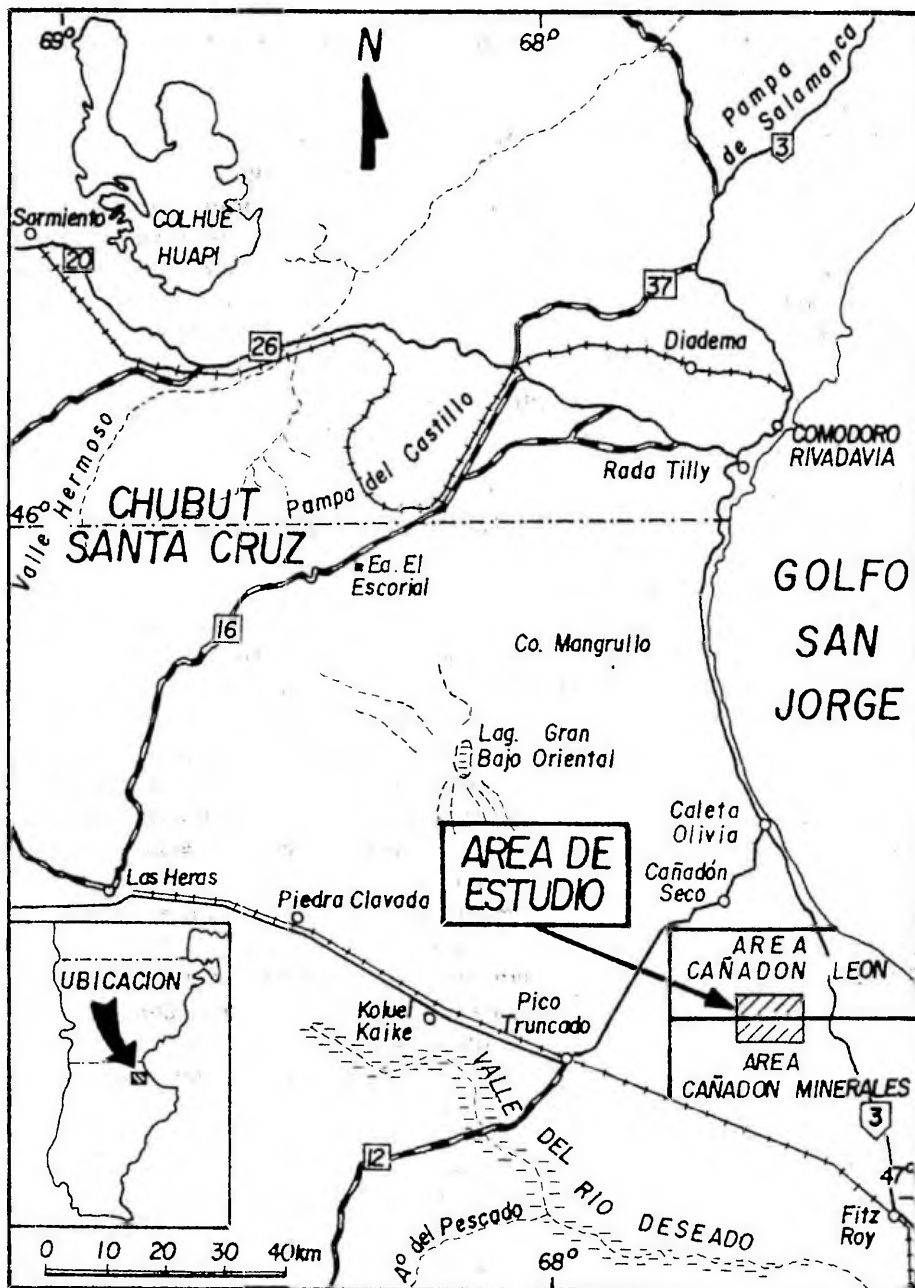 69°
68°
N
Pampa
de Salamanca
3
Sarmiento
COLHUE
HUAPI
20
37
26
Diadema
COMODORO
RIVADAVIA
Rada Tilly
Pampa del Castillo
Valle Hermoso
46°
CHUBUT
SANTA CRUZ
Ea. El
Escorial
16
GOLFO
SAN
JORGE
Co. Mangrullo
Lag. Gran
Bajo Oriental
Caleta
Olivia
AREA DE
ESTUDIO
Cañadón
Seco
Las Heras
Piedra Clavada
AREA
CAÑADON LEON
UBICACION
Koluel
Kaike
Pico
Truncado
AREA
CAÑADON MINERALES
3
VALLE DEL RIO DESEADO
12
47°
Fitz
Roy
Aº del Pescado
0 10 20 40km
68°